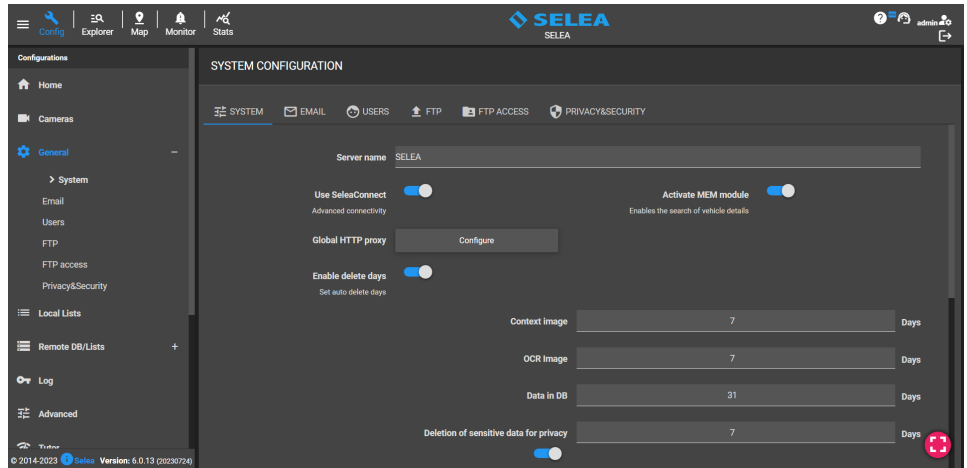 Config
Explorer
Map
Monitor
Stats
SELEA
SELEA
admin
Configurations
Home
Cameras
General
System
Email
Users
FTP
FTP access
Privacy&Security
Local Lists
Remote DB/Lists
Log
Advanced
Tutor
© 2014-2023 Selea Version: 6.0.13 (20230724)
SYSTEM CONFIGURATION
SYSTEM EMAIL USERS FTP FTP ACCESS PRIVACY&SECURITY
Server name SELEA
Use SeleaConnect
Advanced connectivity
Activate MEM module
Enables the search of vehicle details
Global HTTP proxy Configure
Enable delete days
Set auto delete days
Context image 7 Days
OCR Image 7 Days
Data in DB 31 Days
Deletion of sensitive data for privacy 7 Days